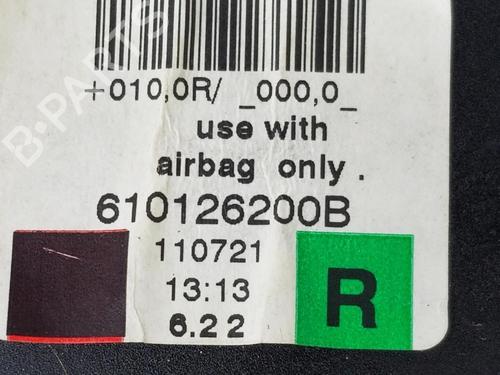 +010,0R/ _000,0_
use with
airbag only .
610126200B
110721
13:13
6.22
R
B-PARTS